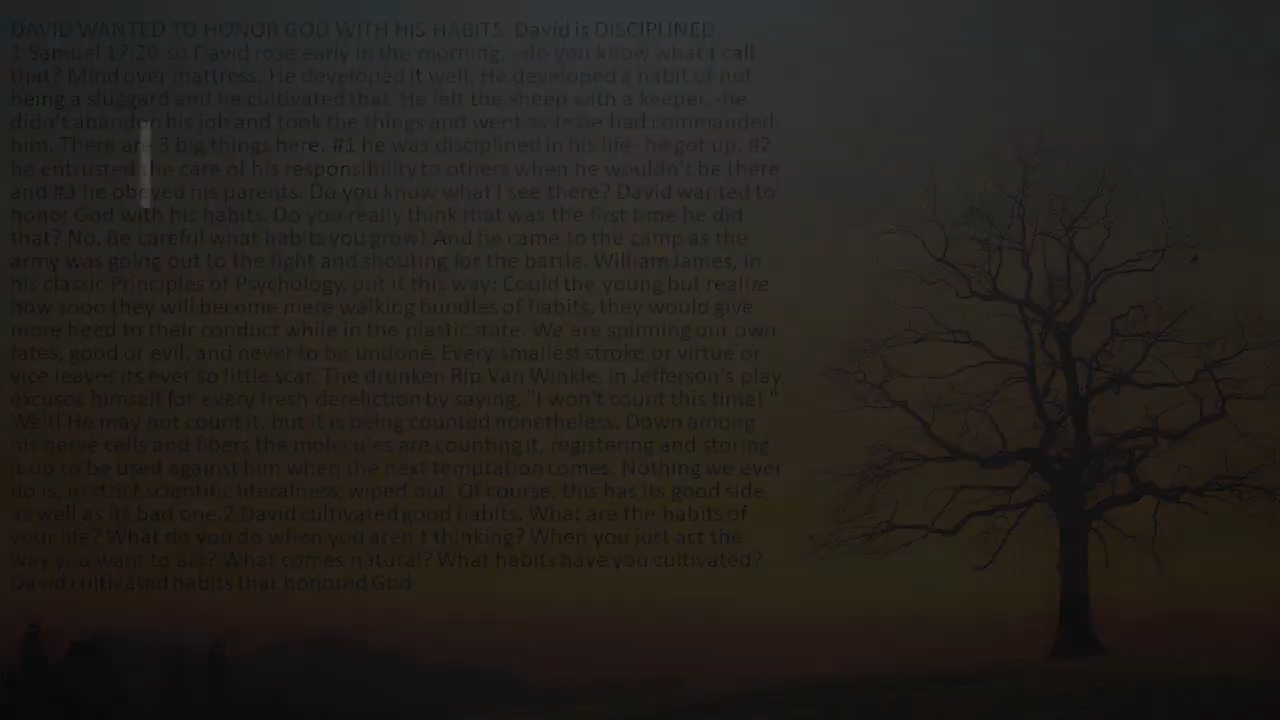 DAVID WANTED TO HONOR GOD WITH HIS HABITS. David is DISCIPLINED.
1 Samuel 17:20 so David rose early in the morning, - do you know what I call
that? Mind over mattress. He developed it well. He developed a habit of not
being a sluggard and he cultivated that. He left the sheep with a keeper, -he
didn't abandon his job and took the things and went as Jesse had commanded
him. There are 3 big things here. #1 he was disciplined in his life- he got up. #2
he entrusted the care of his responsibility to others when he wouldn't be there
and #3 he obeyed his parents. Do you know what I see there? David wanted to
honor God with his habits. Do you really think that was the first time he did
that? No. Be careful what habits you grow! And he came to the camp as the
army was going out to the fight and shouting for the battle. William James, in
his classic Principles of Psychology, put it this way: Could the young but realize
how soon they will become mere walking bundles of habits, they would give
more heed to their conduct while in the plastic state. We are spinning our own
fates, good or evil, and never to be undone. Every smallest stroke or virtue or
vice leaves its ever so little scar. The drunken Rip Van Winkle, in Jefferson's play
excuses himself for every fresh dereliction by saying, "I won't count this time! "
Well! He may not count it, but it is being counted nonetheless. Down among
his nerve cells and fibers the molecules are counting it, registering and storing
it up to be used against him when the next temptation comes. Nothing we ever
do is, in strict scientific literalness, wiped out. Of course, this has its good side
as well as its bad one.2 David cultivated good habits. What are the habits of
your life? What do you do when you aren't thinking? When you just act the
way you want to act? What comes natural? What habits have you cultivated?
David cultivated habits that honored God